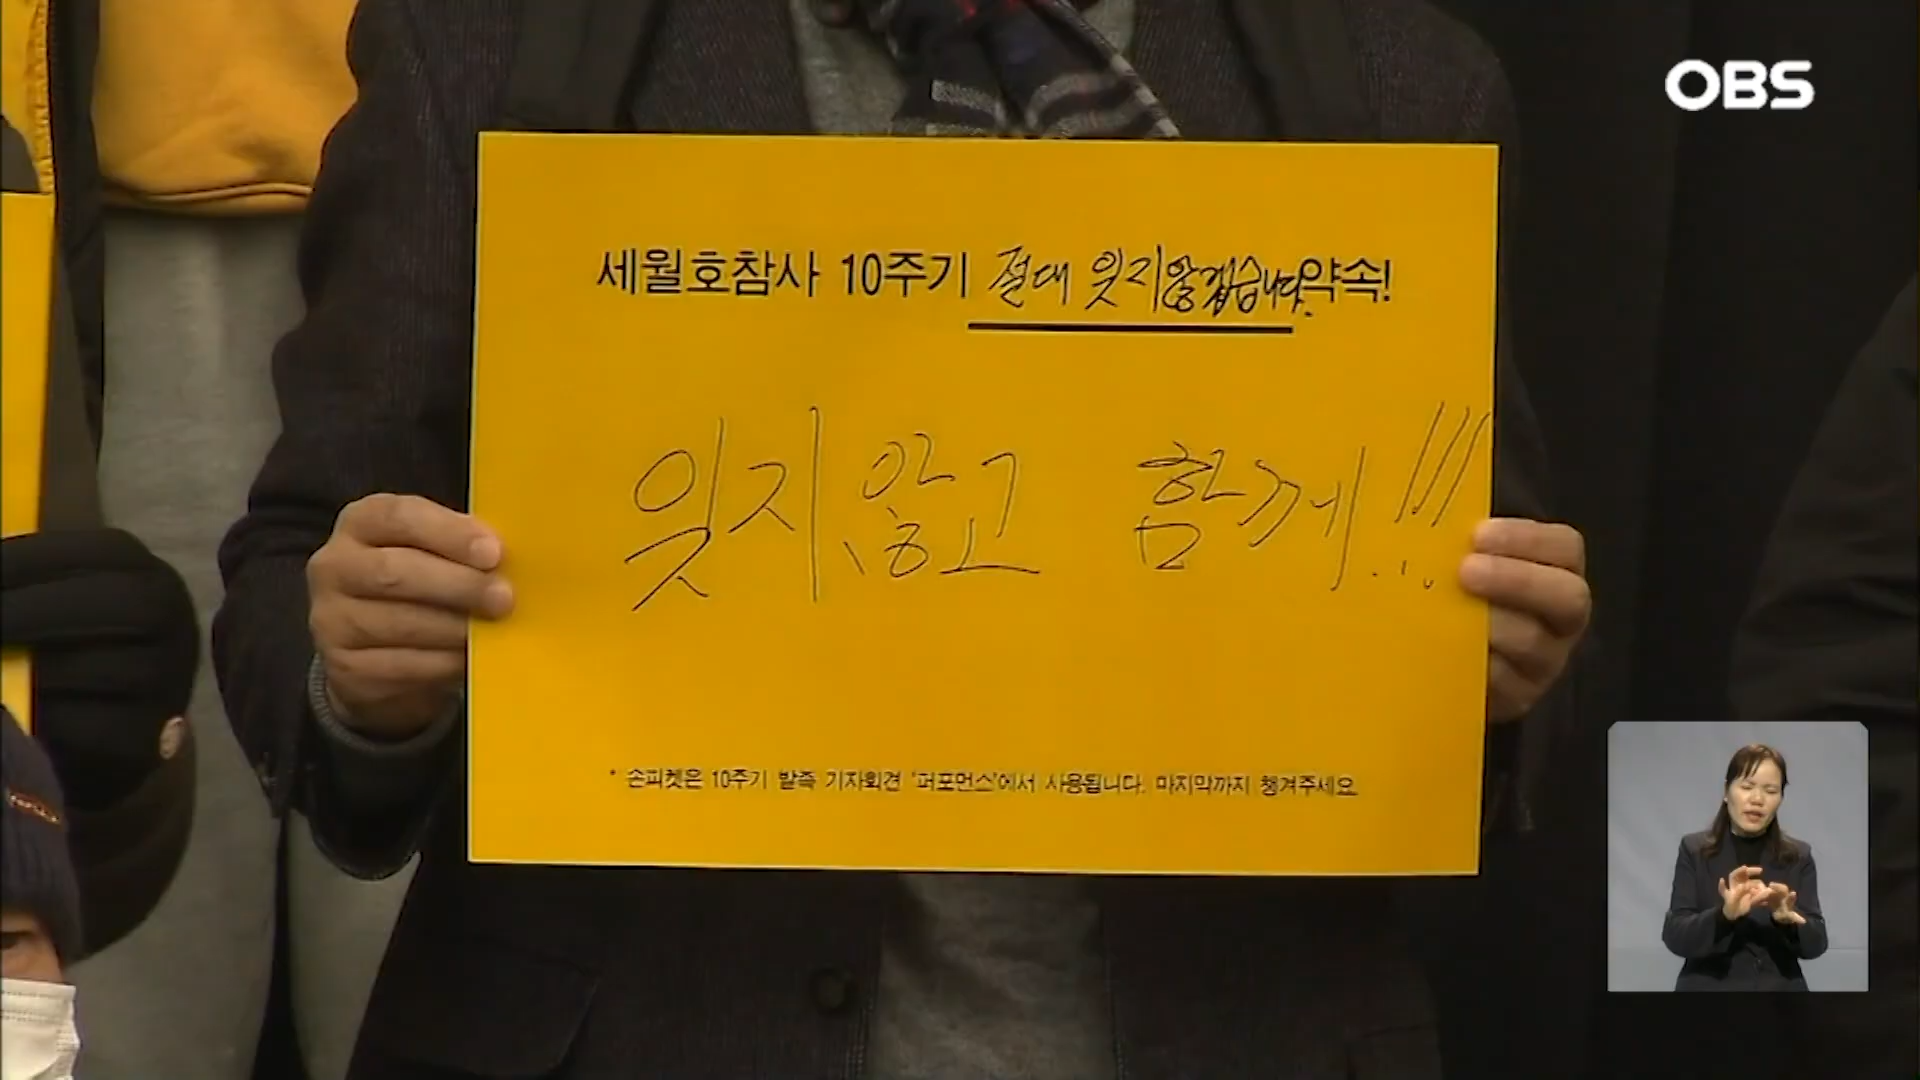 OBS
세월호참사 10주기 절대 잊지않겠습니다. 약속!
잊지 않고 함께!!!
* 손피켓은 10주기 발족 기자회견 '퍼포먼스'에서 사용됩니다. 마지막까지 챙겨주세요